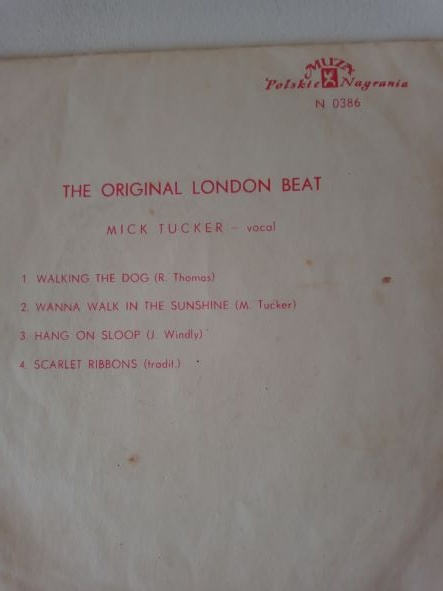 MUZA
Polskie Nagrania
N 0386
THE ORIGINAL LONDON BEAT
MICK TUCKER - vocal
1. WALKING THE DOG (R. Thomas)
2. WANNA WALK IN THE SUNSHINE (M. Tucker)
3. HANG ON SLOOP (J. Windly)
4. SCARLET RIBBONS (tradit.)